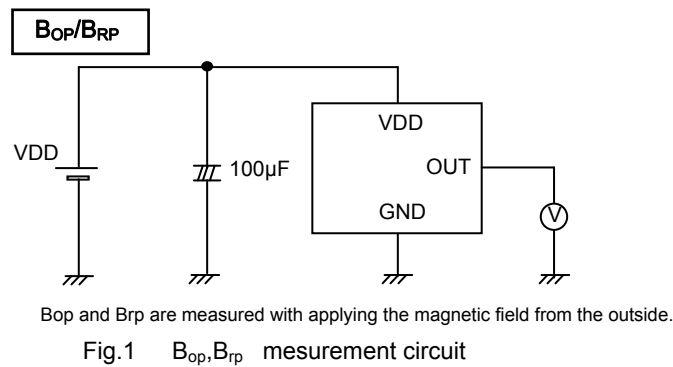 BOP/BRP
VDD
100µF
VDD
OUT
GND
V
Bop and Brp are measured with applying the magnetic field from the outside.
Fig.1 Bop,Brp mesurement circuit